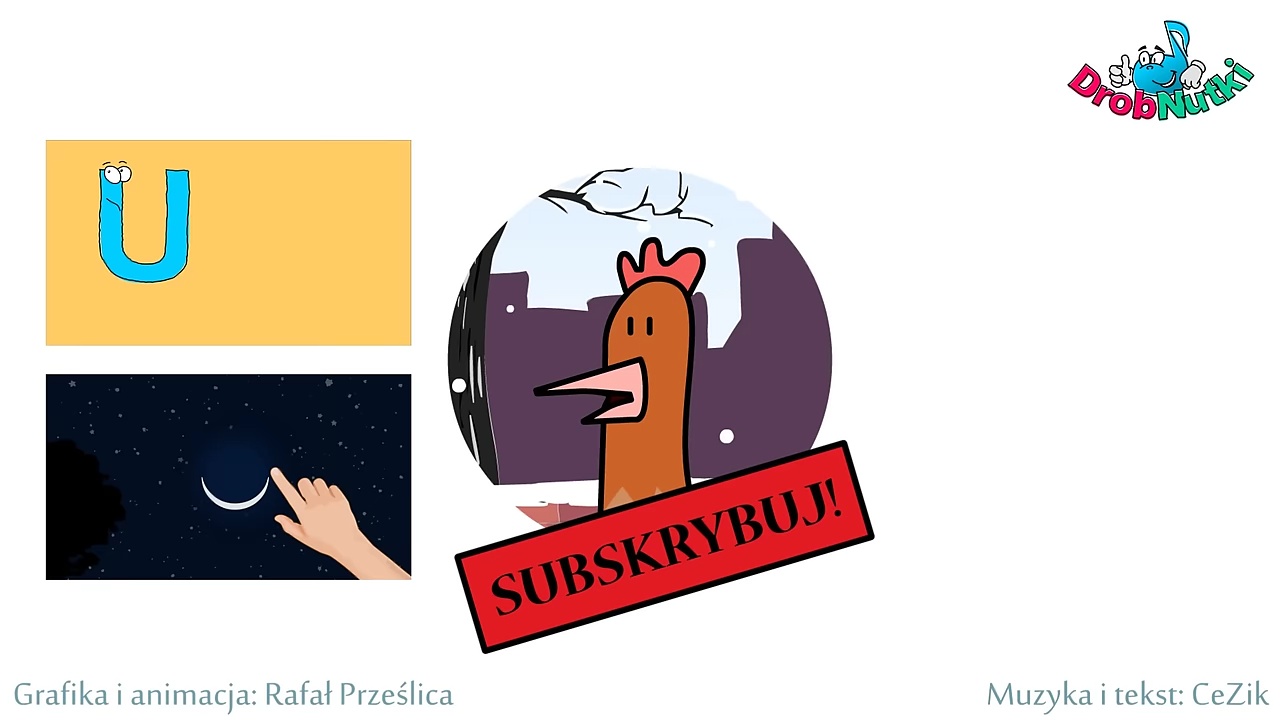 DrobNutki
U
SUBSKRYBUJ!
Grafika i animacja: Rafał Prześlica
Muzyka i tekst: CeZik